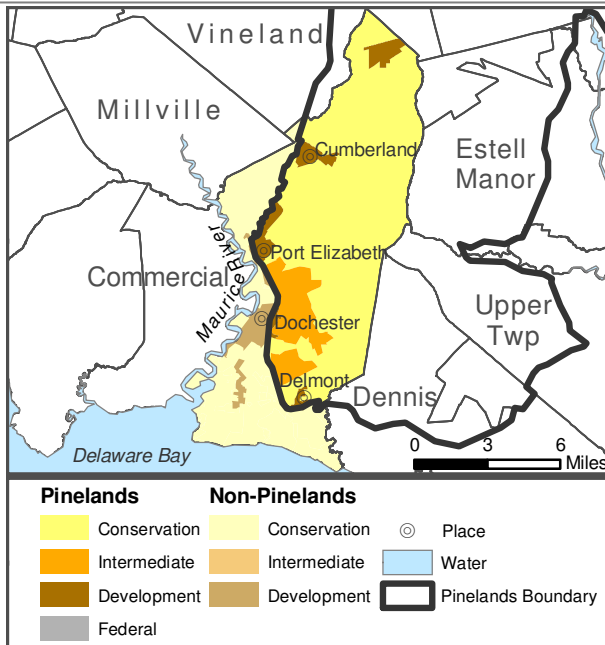 Vineland
Millville
Cumberland
Estell
Manor
Maurice River
Port Elizabeth
Commercial
Upper
Twp
Dochester
Delmont
Dennis
0 3 6
Miles
Delaware Bay
Pinelands
Conservation
Intermediate
Development
Federal
Non-Pinelands
Conservation
Intermediate
Development
Place
Water
Pinelands Boundary